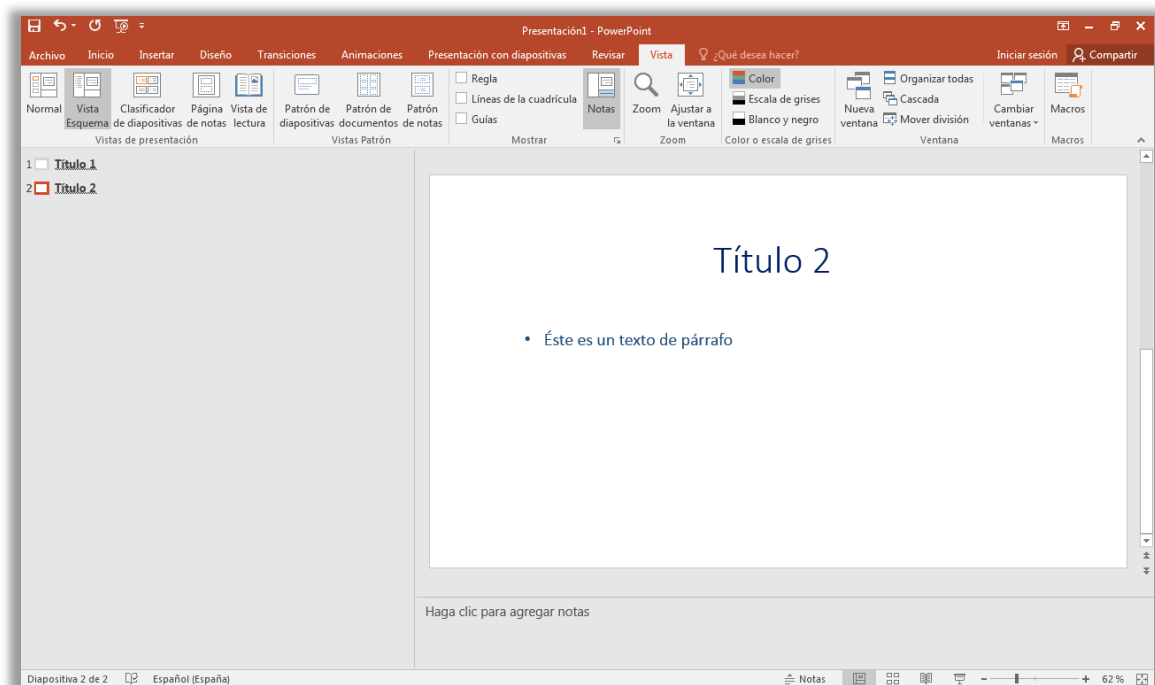 Presentación1 - PowerPoint
Archivo Inicio Insertar Diseño Transiciones Animaciones Presentación con diapositivas Revisar Vista ¿Qué desea hacer? Iniciar sesión Compartir
Normal
Vista Esquema
Clasificador de diapositivas
Página de notas
Vista de lectura
Vistas de presentación
Patrón de diapositivas
Patrón de documentos
Patrón de notas
Vistas Patrón
Regla
Líneas de la cuadrícula
Guías
Mostrar
Notas
Zoom
Ajustar a la ventana
Zoom
Color
Escala de grises
Blanco y negro
Color o escala de grises
Nueva ventana
Organizar todas
Cascada
Mover división
Cambiar ventanas
Ventana
Macros
Macros
1 Título 1
2 Título 2
Título 2
• Éste es un texto de párrafo
Haga clic para agregar notas
Diapositiva 2 de 2 Español (España) Notas - + 62 %